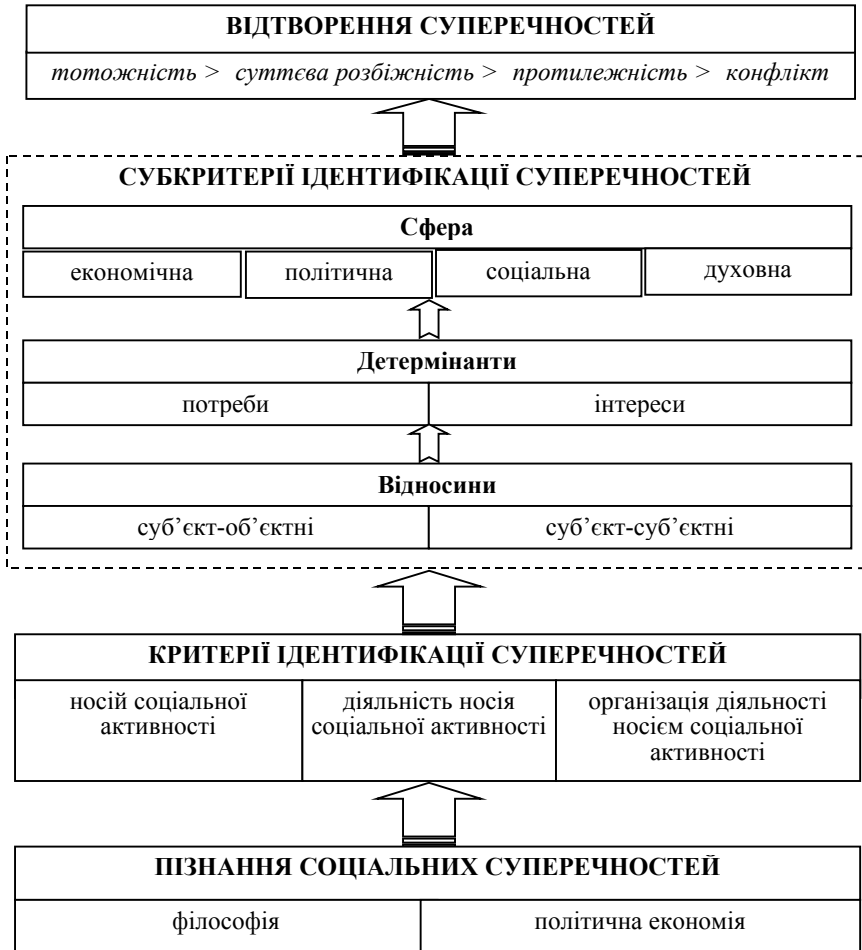 ВІДТВОРЕННЯ СУПЕРЕЧНОСТЕЙ
тотожність > суттєва розбіжність > протилежність > конфлікт
СУБКРИТЕРІЇ ІДЕНТИФІКАЦІЇ СУПЕРЕЧНОСТЕЙ
Сфера
економічна політична соціальна духовна
Детермінанти
потреби інтереси
Відносини
суб’єкт-об’єктні суб’єкт-суб’єктні
КРИТЕРІЇ ІДЕНТИФІКАЦІЇ СУПЕРЕЧНОСТЕЙ
носій соціальної
активності
діяльність носія
соціальної активності
організація діяльності
носієм соціальної
активності
ПІЗНАННЯ СОЦІАЛЬНИХ СУПЕРЕЧНОСТЕЙ
філософія політична економія